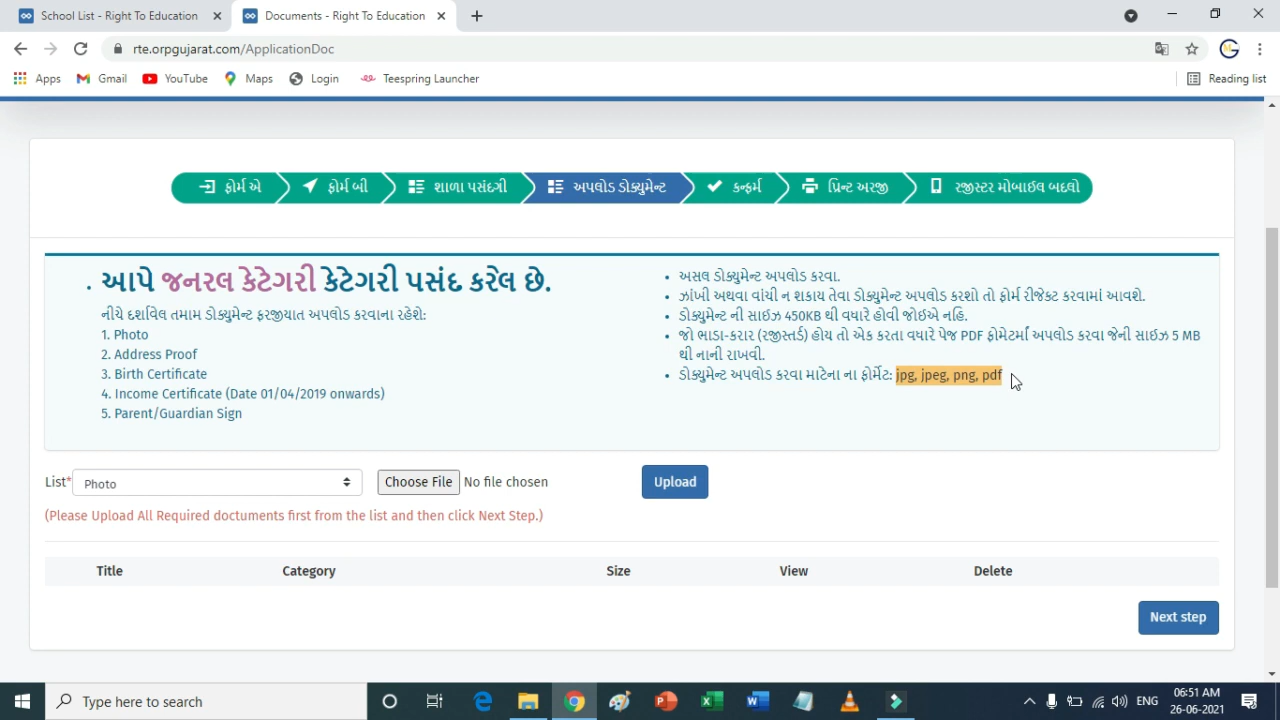 School List - Right To Education
Documents - Right To Education
rte.orpgujarat.com/ApplicationDoc
Apps
Gmail
YouTube
Maps
Login
Teespring Launcher
Reading list
ફોર્મ એ
ફોર્મ બી
શાળા પસંદગી
અપલોડ ડોક્યુમેન્ટ
કન્ફર્મ
પ્રિન્ટ અરજી
રજીસ્ટર મોબાઈલ બદલો
. આપે જનરલ કેટેગરી કેટેગરી પસંદ કરેલ છે.
નીચે દર્શાવેલ તમામ ડોક્યુમેન્ટ ફરજીયાત અપલોડ કરવાના રહેશે:
1. Photo
2. Address Proof
3. Birth Certificate
4. Income Certificate (Date 01/04/2019 onwards)
5. Parent/Guardian Sign
• અસલ ડોક્યુમેન્ટ અપલોડ કરવા.
• ઝાંખી અથવા વાંચી ન શકાય તેવા ડોક્યુમેન્ટ અપલોડ કરશો તો ફોર્મ રીજેક્ટ કરવામાં આવશે.
• ડોક્યુમેન્ટ ની સાઈઝ 450KB થી વધારે હોવી જોઈએ નહિ.
• જો ભાડા-કરાર (રજીસ્તર્ડ) હોય તો એક કરતા વધારે પેજ PDF ફોમેટમાઁ અપલોડ કરવા જેની સાઈઝ 5 MB
થી નાની રાખવી.
• ડોક્યુમેન્ટ અપલોડ કરવા માટેના ના ફોર્મેટ: jpg, jpeg, png, pdf
List*
Photo
Choose File No file chosen
Upload
(Please Upload All Required doctuments first from the list and then click Next Step.)
Title Category Size View Delete
Next step
Type here to search
ENG
06:51 AM
26-06-2021